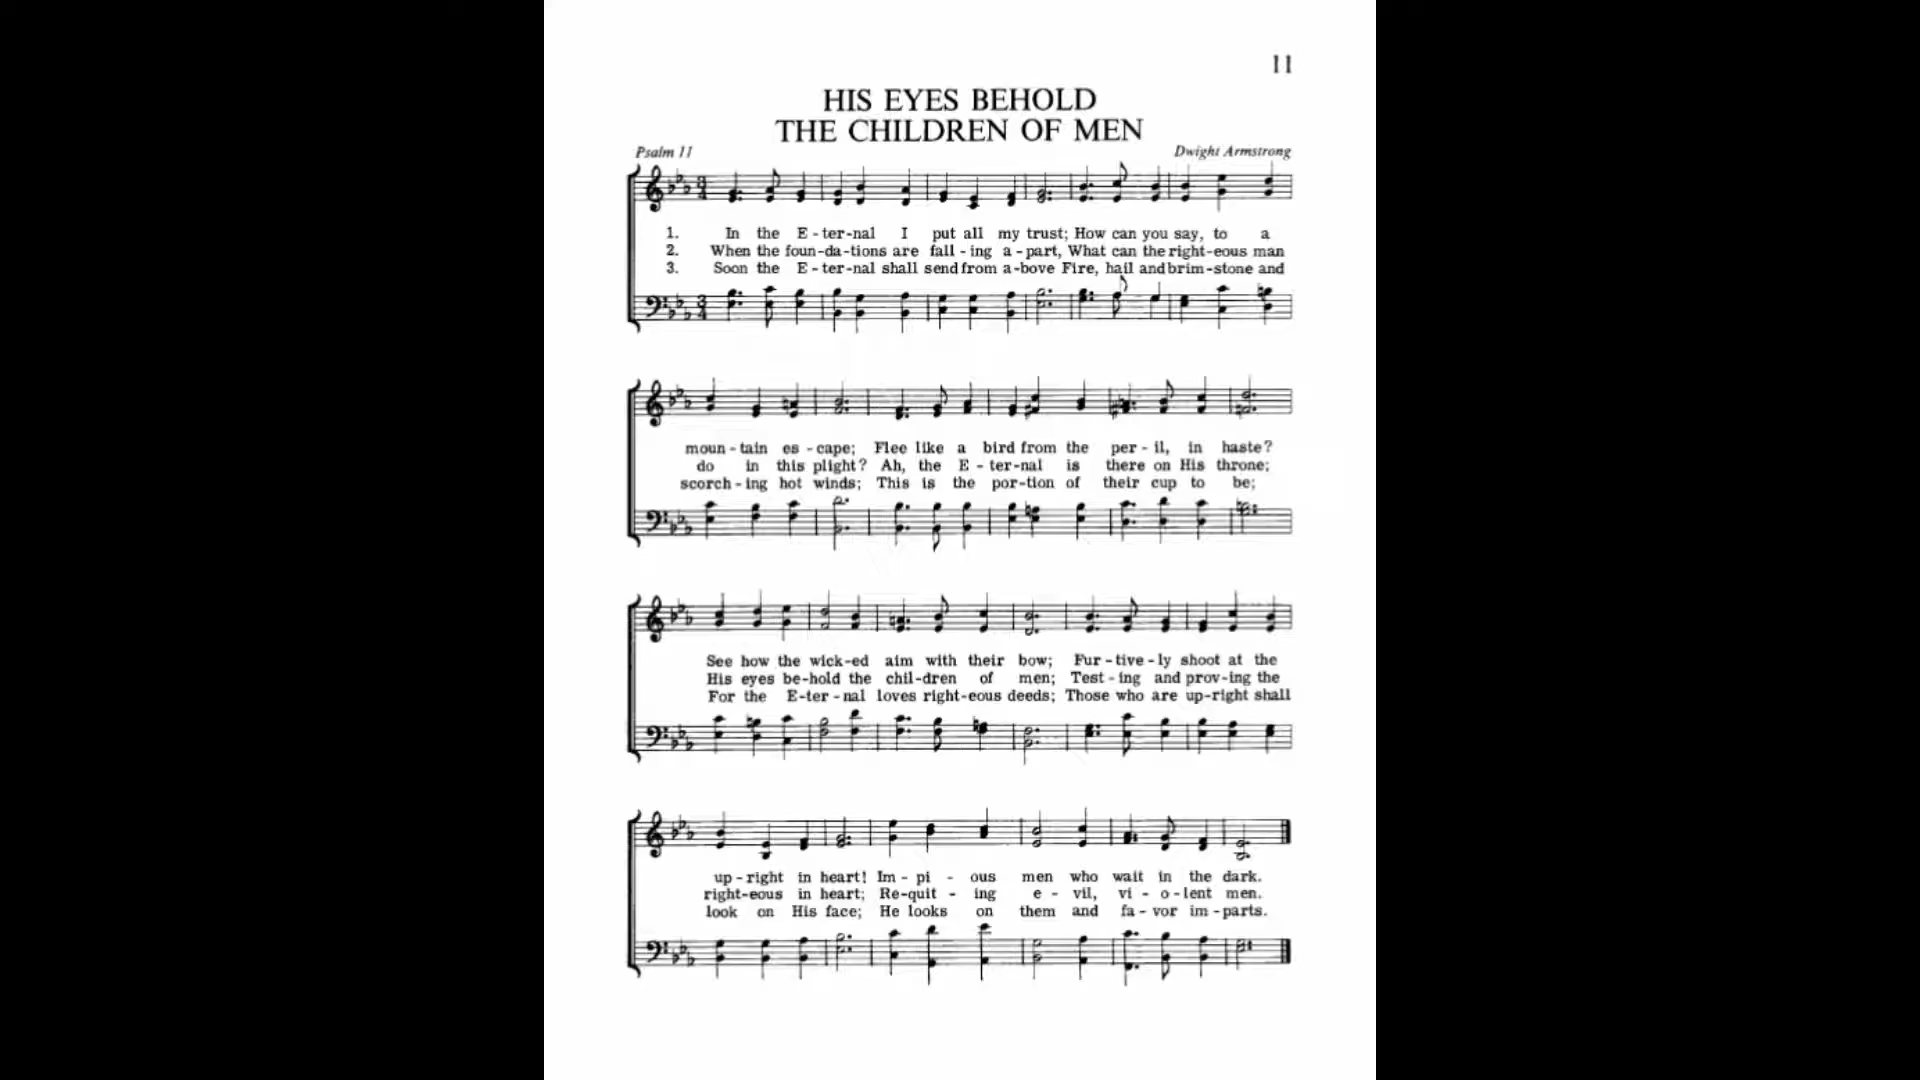 11
HIS EYES BEHOLD
THE CHILDREN OF MEN
Psalm 11 Dwight Armstrong
1. In the E - ter - nal I put all my trust; How can you say, to a
2. When the foun - da - tions are fall - ing a - part, What can the right - eous man
3. Soon the E - ter - nal shall send from a - bove Fire, hail and brim - stone and
moun - tain es - cape; Flee like a bird from the per - il, in haste?
do in this plight? Ah, the E - ter - nal is there on His throne;
scorch - ing hot winds; This is the por - tion of their cup to be;
See how the wick - ed aim with their bow; Fur - tive - ly shoot at the
His eyes be - hold the chil - dren of men; Test - ing and prov - ing the
For the E - ter - nal loves right - eous deeds; Those who are up - right shall
up - right in heart! Im - pi - ous men who wait in the dark.
right - eous in heart; Re - quit - ing e - vil, vi - o - lent men.
look on His face; He looks on them and fa - vor im - parts.